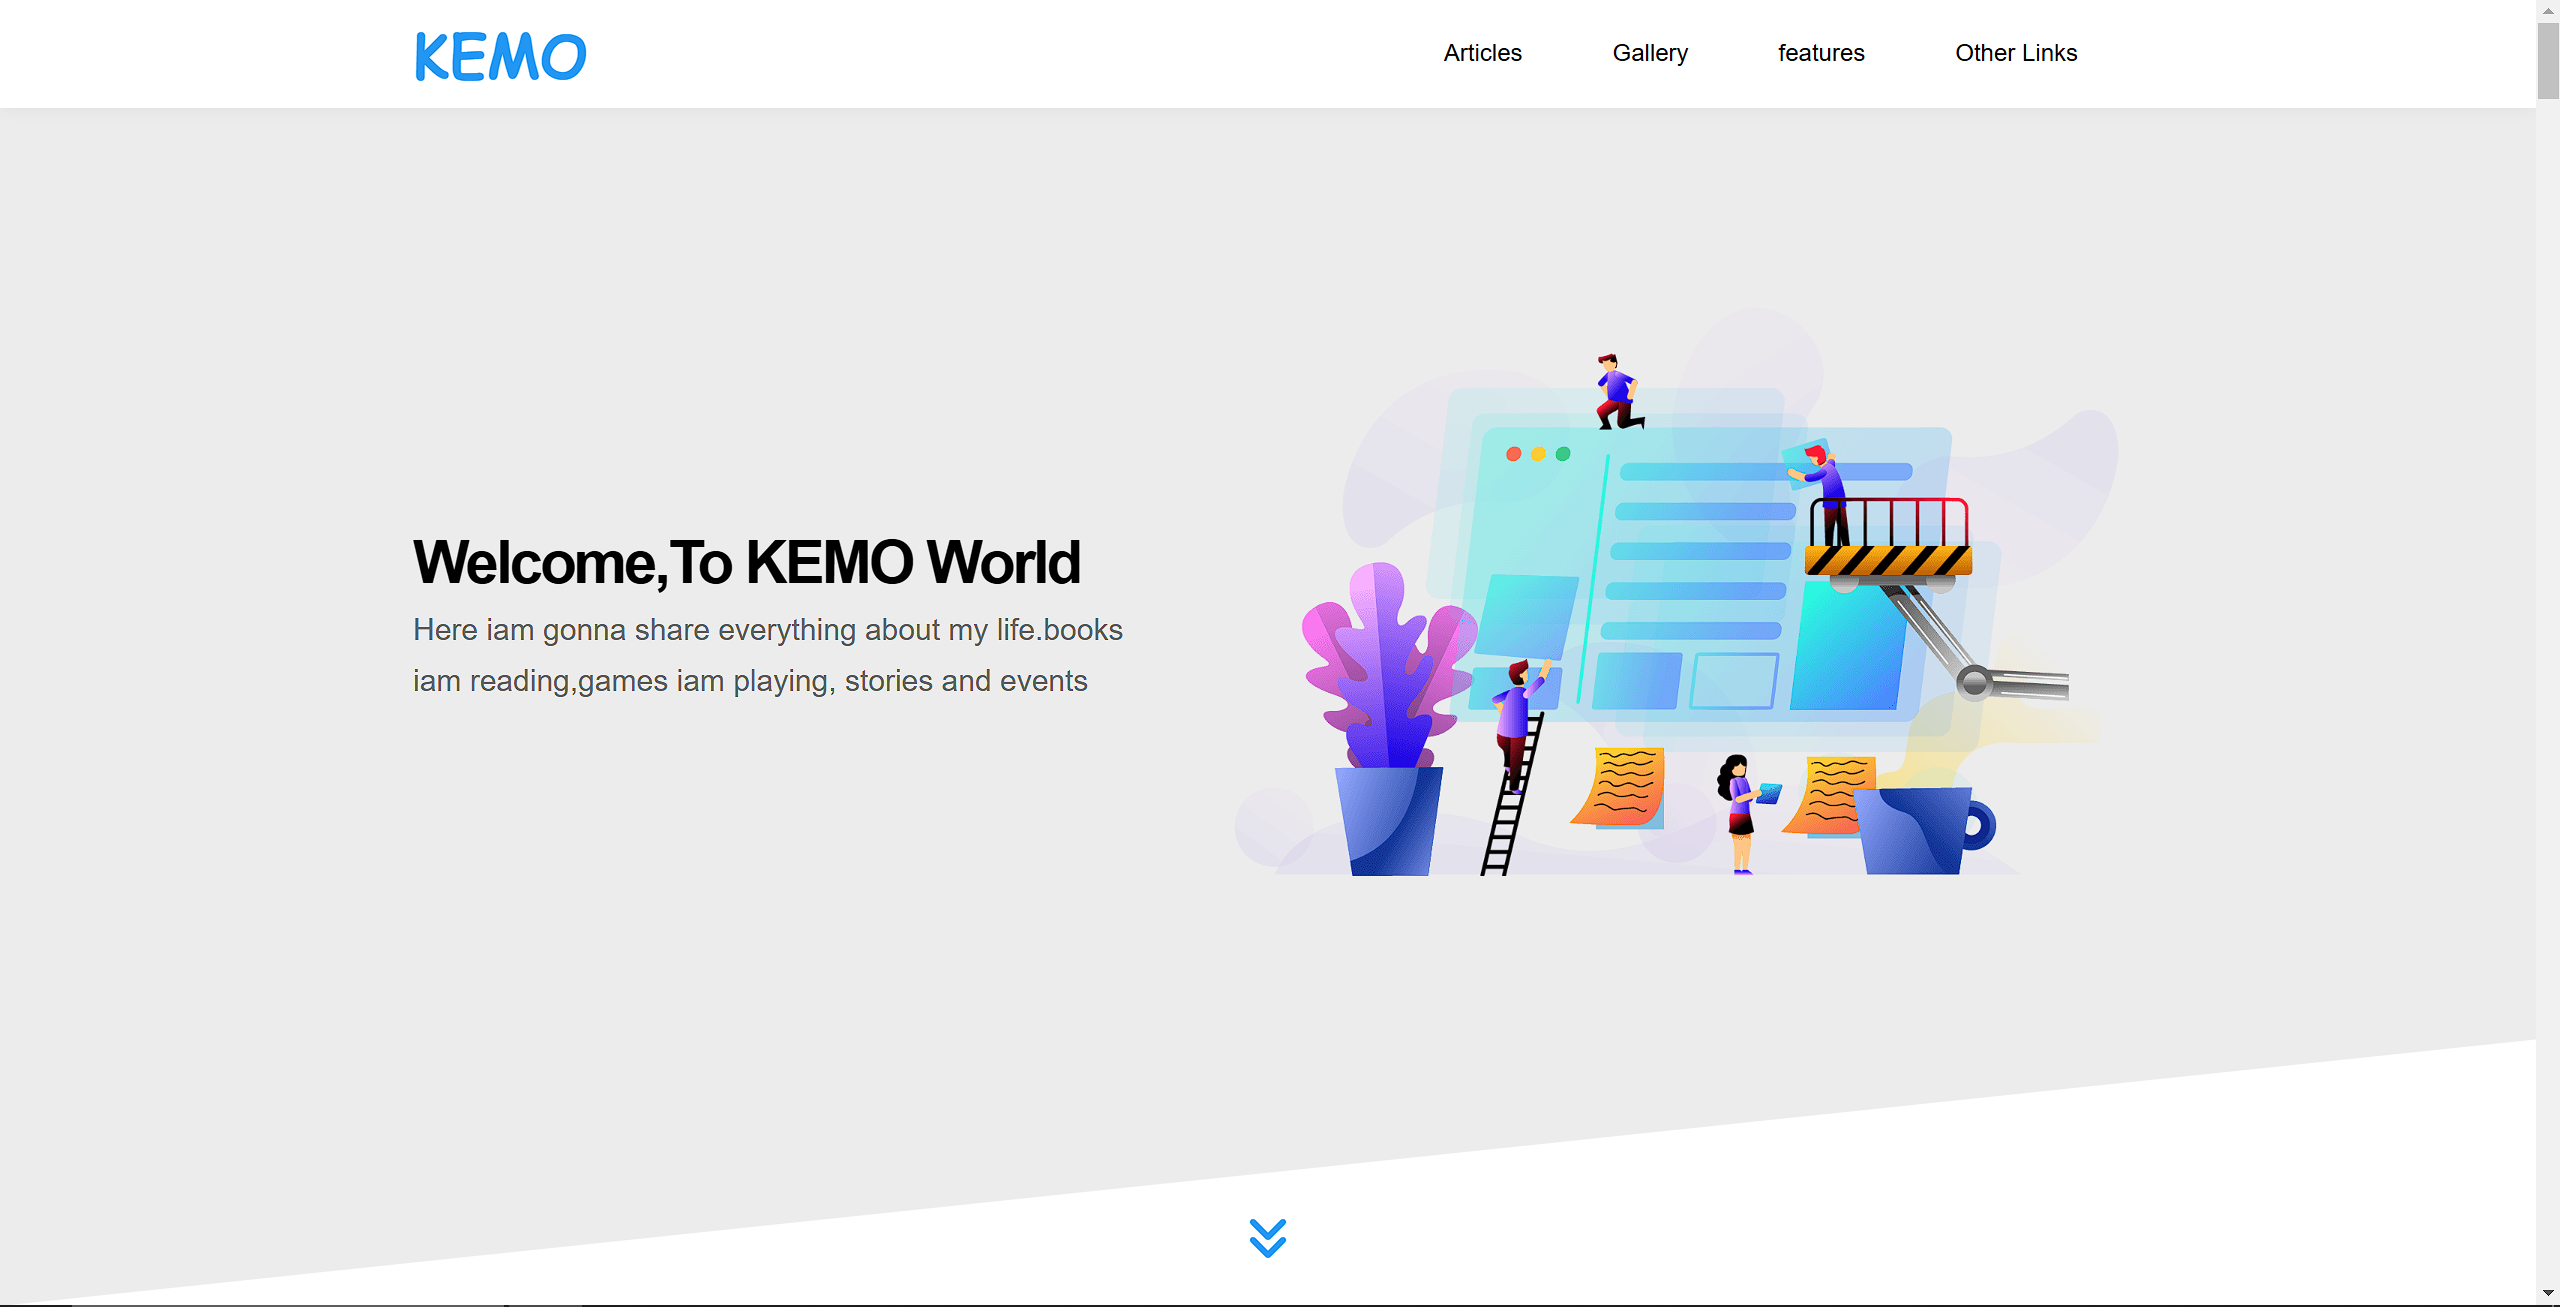 KEMO
Articles Gallery features Other Links
Welcome,To KEMO World
Here iam gonna share everything about my life.books
iam reading,games iam playing, stories and events